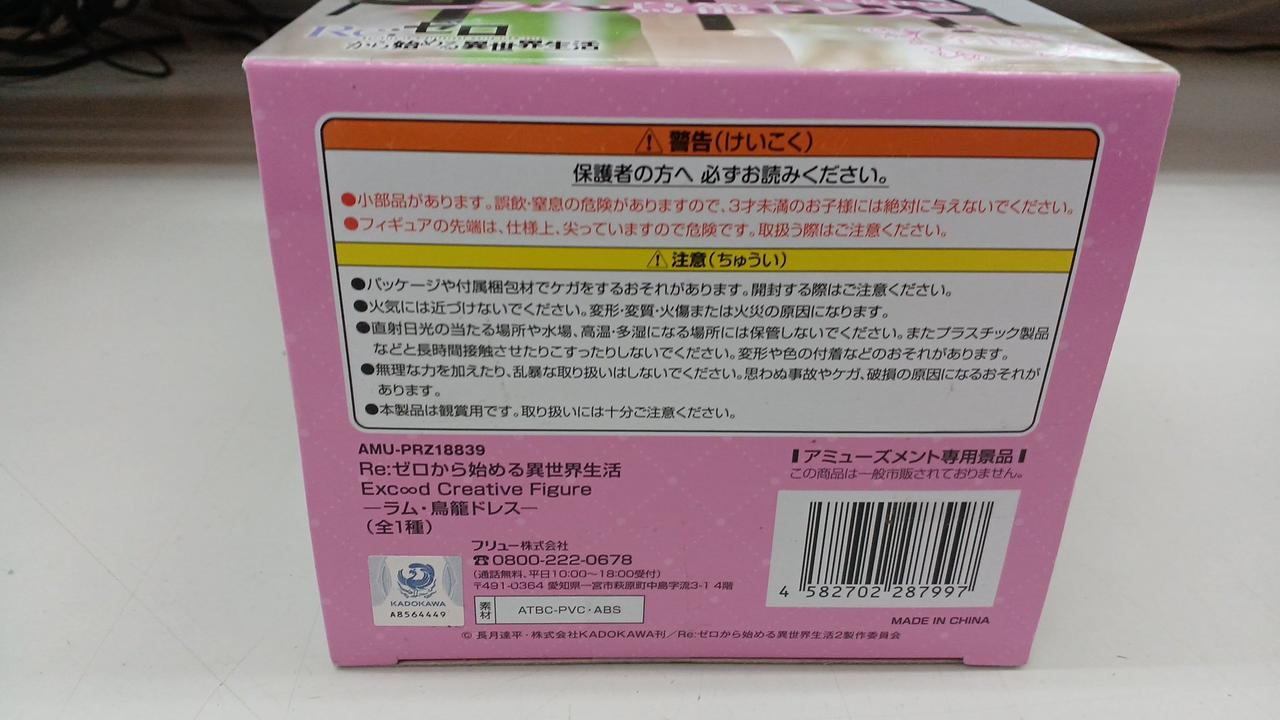 Re:ゼロ
から始める異世界生活
警告(けいこく)
保護者の方へ 必ずお読みください。
●小部品があります。誤飲・窒息の危険がありますので、3才未満のお子様には絶対に与えないでください。
●フィギュアの先端は、仕様上、尖っていますので危険です。取扱う際はご注意ください。
注意(ちゅうい)
●パッケージや付属梱包材でケガをするおそれがあります。開封する際はご注意ください。
●火気には近づけないでください。変形・変質・火傷または火災の原因になります。
●直射日光の当たる場所や水場、高温・多湿になる場所には保管しないでください。またプラスチック製品
などと長時間接触させたりこすったりしないでください。変形や色の付着などのおそれがあります。
●無理な力を加えたり、乱暴な取り扱いはしないでください。思わぬ事故やケガ、破損の原因になるおそれが
あります。
●本製品は観賞用です。取り扱いには十分ご注意ください。
AMU-PRZ18839
Re:ゼロから始める異世界生活
Exc∞d Creative Figure
―ラム・鳥籠ドレス―
(全1種)
フリュー株式会社
☎0800-222-0678
(通話無料、平日10:00~18:00受付)
〒491-0364 愛知県一宮市萩原町中島字流3-1 4階
KADOKAWA
A8564449
素材 ATBC-PVC・ABS
アミューズメント専用景品
この商品は一般市販されておりません。
4 582702 287997
MADE IN CHINA
© 長月達平・株式会社KADOKAWA刊/Re:ゼロから始める異世界生活2製作委員会